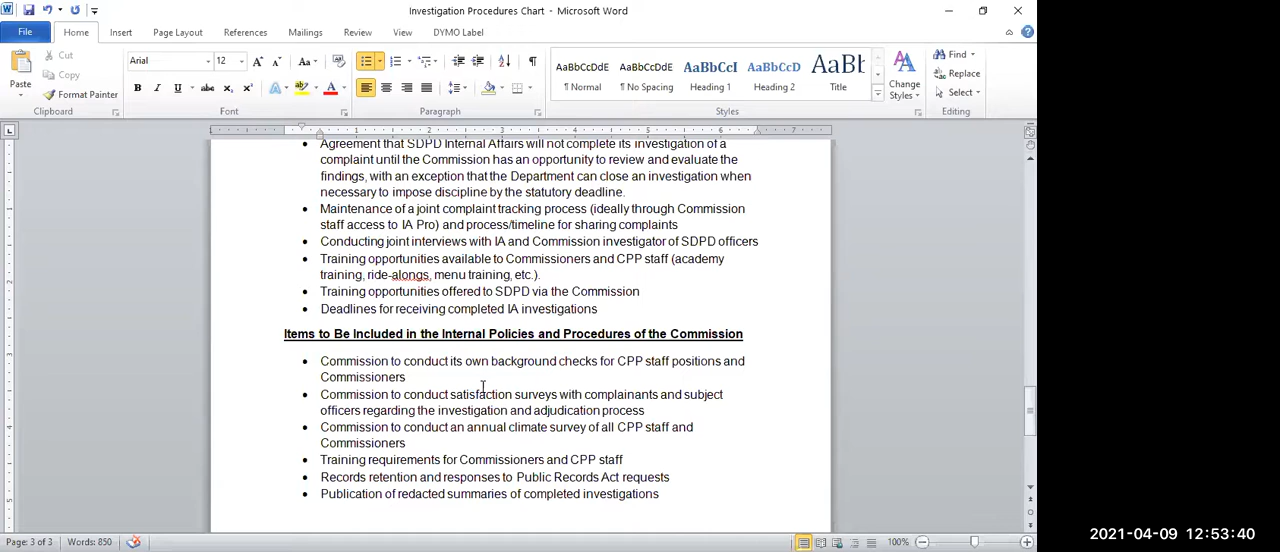 Investigation Procedures Chart - Microsoft Word
File Home Insert Page Layout References Mailings Review View DYMO Label
Paste
Cut
Copy
Format Painter
Clipboard
Arial 12
Font
Paragraph
AaBbCcDdE AaBbCcDdE AaBbCcI AaBbCcD AaBb(
¶ Normal ¶ No Spacing Heading 1 Heading 2 Title
Styles
Change Styles
Find
Replace
Select
Editing
1 2 3 4 5 6 7
• Agreement that SDPD Internal Affairs will not complete its investigation of a
complaint until the Commission has an opportunity to review and evaluate the
findings, with an exception that the Department can close an investigation when
necessary to impose discipline by the statutory deadline.
• Maintenance of a joint complaint tracking process (ideally through Commission
staff access to IA Pro) and process/timeline for sharing complaints
• Conducting joint interviews with IA and Commission investigator of SDPD officers
• Training opportunities available to Commissioners and CPP staff (academy
training, ride-alongs, menu training, etc.).
• Training opportunities offered to SDPD via the Commission
• Deadlines for receiving completed IA investigations
Items to Be Included in the Internal Policies and Procedures of the Commission
• Commission to conduct its own background checks for CPP staff positions and
Commissioners
• Commission to conduct satisfaction surveys with complainants and subject
officers regarding the investigation and adjudication process
• Commission to conduct an annual climate survey of all CPP staff and
Commissioners
• Training requirements for Commissioners and CPP staff
• Records retention and responses to Public Records Act requests
• Publication of redacted summaries of completed investigations
Page: 3 of 3 Words: 850 100%
2021-04-09 12:53:40